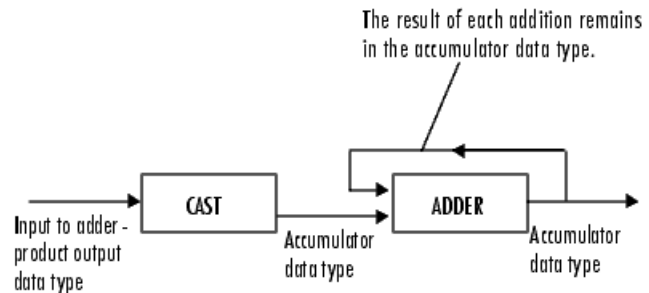 The result of each addition remains
in the accumulator data type.
CAST
ADDER
Input to adder -
product output
data type
Accumulator
data type
Accumulator
data type